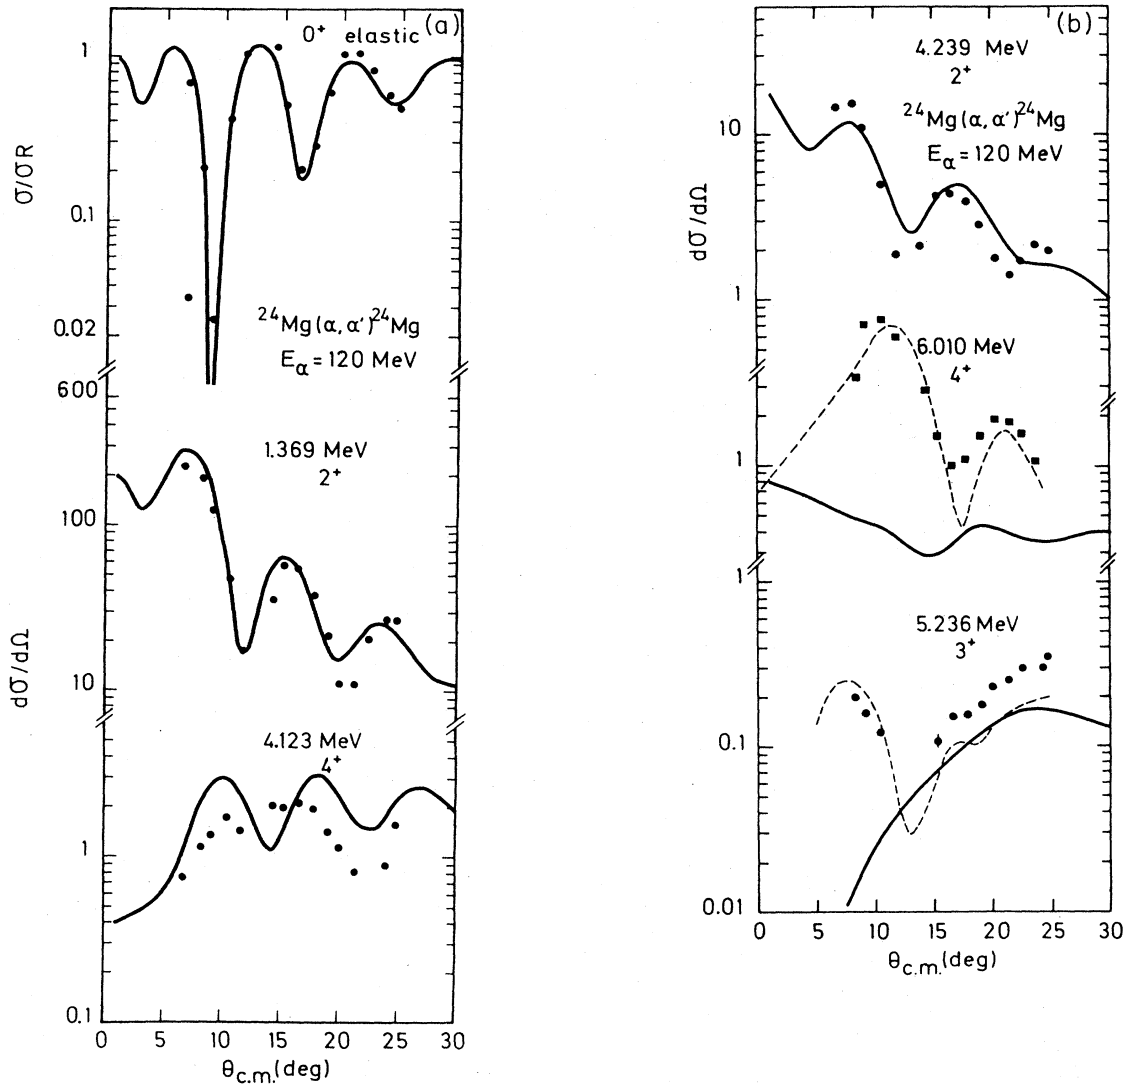 (a)
0+ elastic
1
σ/σR
0.1
24Mg(α,α')24Mg
Eα = 120 MeV
0.02
600
1.369 MeV
2+
100
dσ/dΩ
10
4.123 MeV
4+
1
0.1
0 5 10 15 20 25 30
θc.m.(deg)
(b)
4.239 MeV
2+
24Mg(α,α')24Mg
Eα = 120 MeV
10
dσ/dΩ
1
6.010 MeV
4+
1
1
5.236 MeV
3+
0.1
0.01
0 5 10 15 20 25 30
θc.m.(deg)